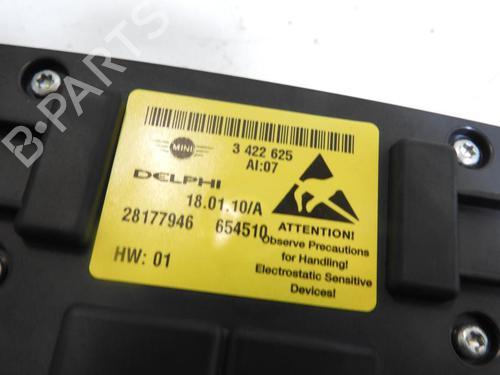 B-PARTS
MINI
3 422 625
AI:07
DELPHI
18.01.10/A
28177946 654510
HW: 01
ATTENTION!
Observe Precautions
for Handling!
Electrostatic Sensitive
Devices!